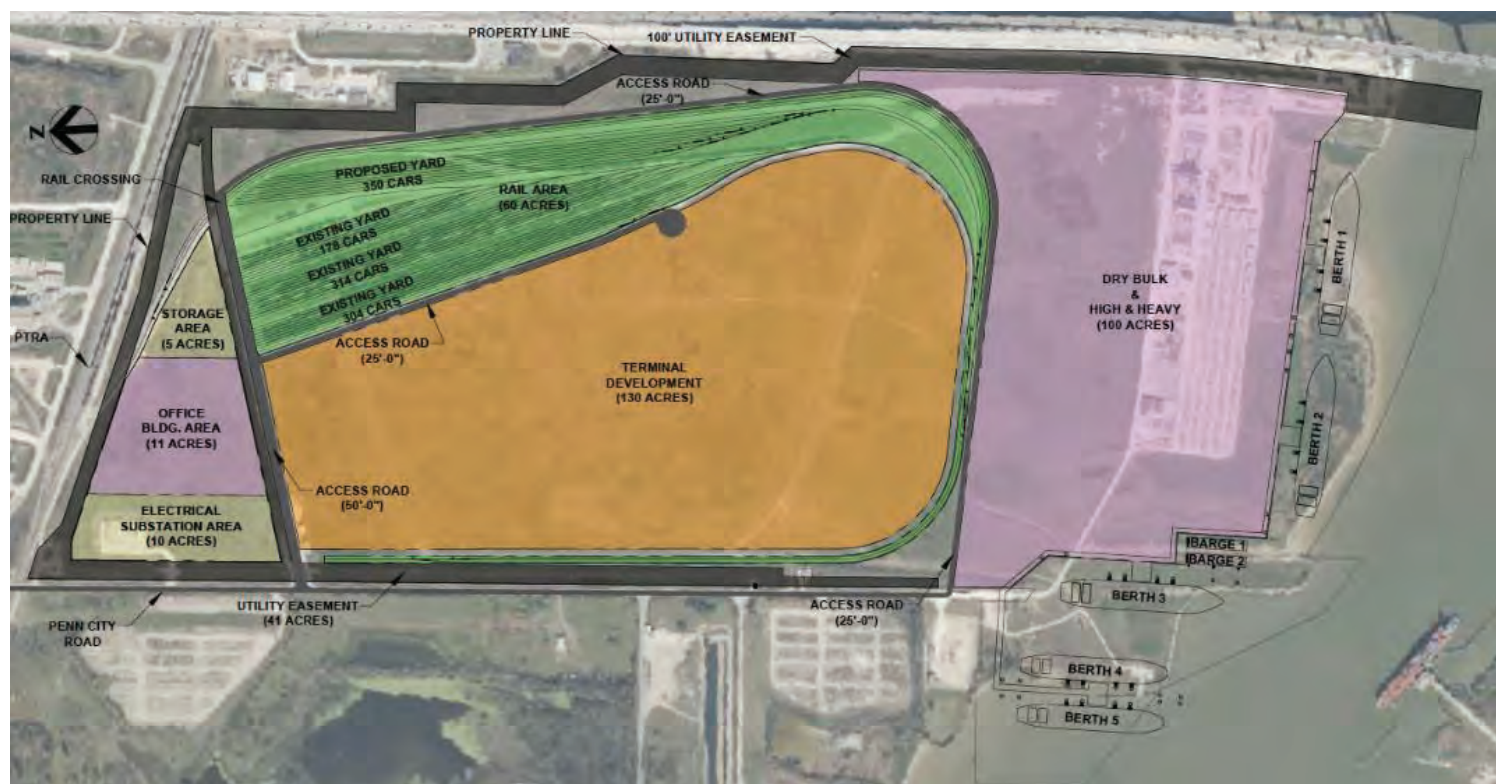 PROPERTY LINE
100' UTILITY EASEMENT
ACCESS ROAD
(25'-0")
N
RAIL CROSSING
PROPERTY LINE
PROPOSED YARD
350 CARS
RAIL AREA
(60 ACRES)
EXISTING YARD
178 CARS
EXISTING YARD
314 CARS
EXISTING YARD
304 CARS
STORAGE
AREA
(5 ACRES)
PTRA
ACCESS ROAD
(25'-0")
DRY BULK
&
HIGH & HEAVY
(100 ACRES)
BERTH 1
TERMINAL
DEVELOPMENT
(130 ACRES)
OFFICE
BLDG. AREA
(11 ACRES)
BERTH 2
ACCESS ROAD
(50'-0")
ELECTRICAL
SUBSTATION AREA
(10 ACRES)
BARGE 1
BARGE 2
BERTH 3
UTILITY EASEMENT
(41 ACRES)
ACCESS ROAD
(25'-0")
PENN CITY
ROAD
BERTH 4
BERTH 5